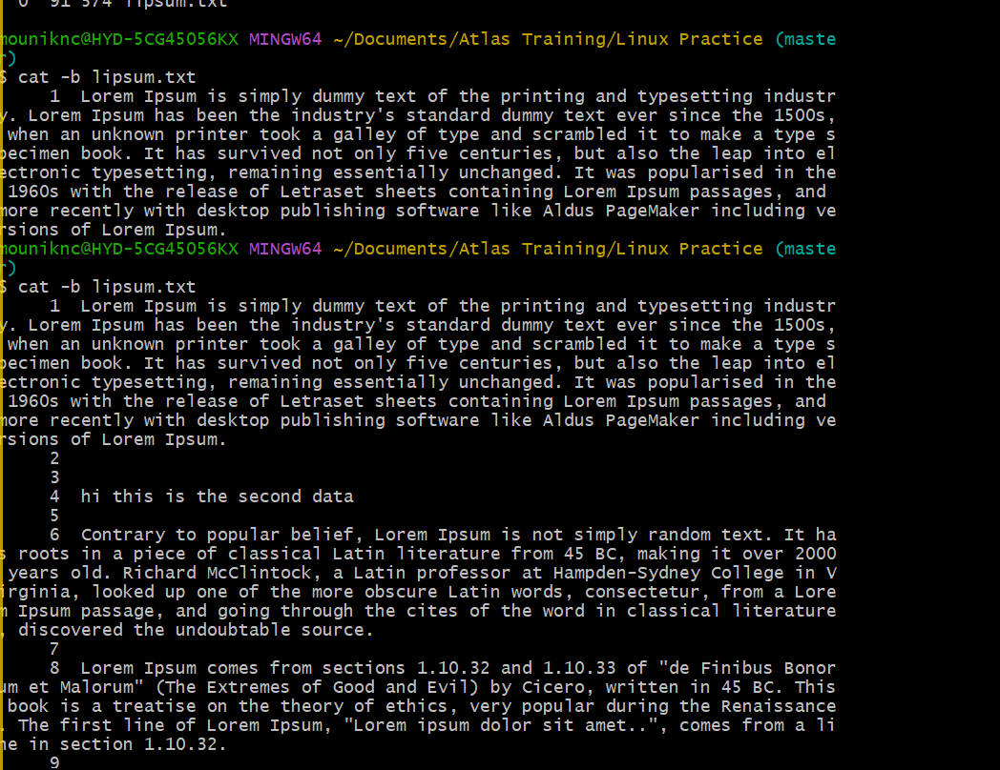 0  91 574 lipsum.txt
mouniknc@HYD-5CG45056KX MINGW64 ~/Documents/Atlas Training/Linux Practice (maste
r)
$ cat -b lipsum.txt
1  Lorem Ipsum is simply dummy text of the printing and typesetting industr
y. Lorem Ipsum has been the industry's standard dummy text ever since the 1500s,
when an unknown printer took a galley of type and scrambled it to make a type s
pecimen book. It has survived not only five centuries, but also the leap into el
ectronic typesetting, remaining essentially unchanged. It was popularised in the
1960s with the release of Letraset sheets containing Lorem Ipsum passages, and
more recently with desktop publishing software like Aldus PageMaker including ve
rsions of Lorem Ipsum.
mouniknc@HYD-5CG45056KX MINGW64 ~/Documents/Atlas Training/Linux Practice (maste
r)
$ cat -b lipsum.txt
1  Lorem Ipsum is simply dummy text of the printing and typesetting industr
y. Lorem Ipsum has been the industry's standard dummy text ever since the 1500s,
when an unknown printer took a galley of type and scrambled it to make a type s
pecimen book. It has survived not only five centuries, but also the leap into el
ectronic typesetting, remaining essentially unchanged. It was popularised in the
1960s with the release of Letraset sheets containing Lorem Ipsum passages, and
more recently with desktop publishing software like Aldus PageMaker including ve
rsions of Lorem Ipsum.
2
3
4  hi this is the second data
5
6  Contrary to popular belief, Lorem Ipsum is not simply random text. It ha
s roots in a piece of classical Latin literature from 45 BC, making it over 2000
years old. Richard McClintock, a Latin professor at Hampden-Sydney College in V
irginia, looked up one of the more obscure Latin words, consectetur, from a Lore
m Ipsum passage, and going through the cites of the word in classical literature
, discovered the undoubtable source.
7
8  Lorem Ipsum comes from sections 1.10.32 and 1.10.33 of "de Finibus Bonor
um et Malorum" (The Extremes of Good and Evil) by Cicero, written in 45 BC. This
book is a treatise on the theory of ethics, very popular during the Renaissance
. The first line of Lorem Ipsum, "Lorem ipsum dolor sit amet..", comes from a li
ne in section 1.10.32.
9